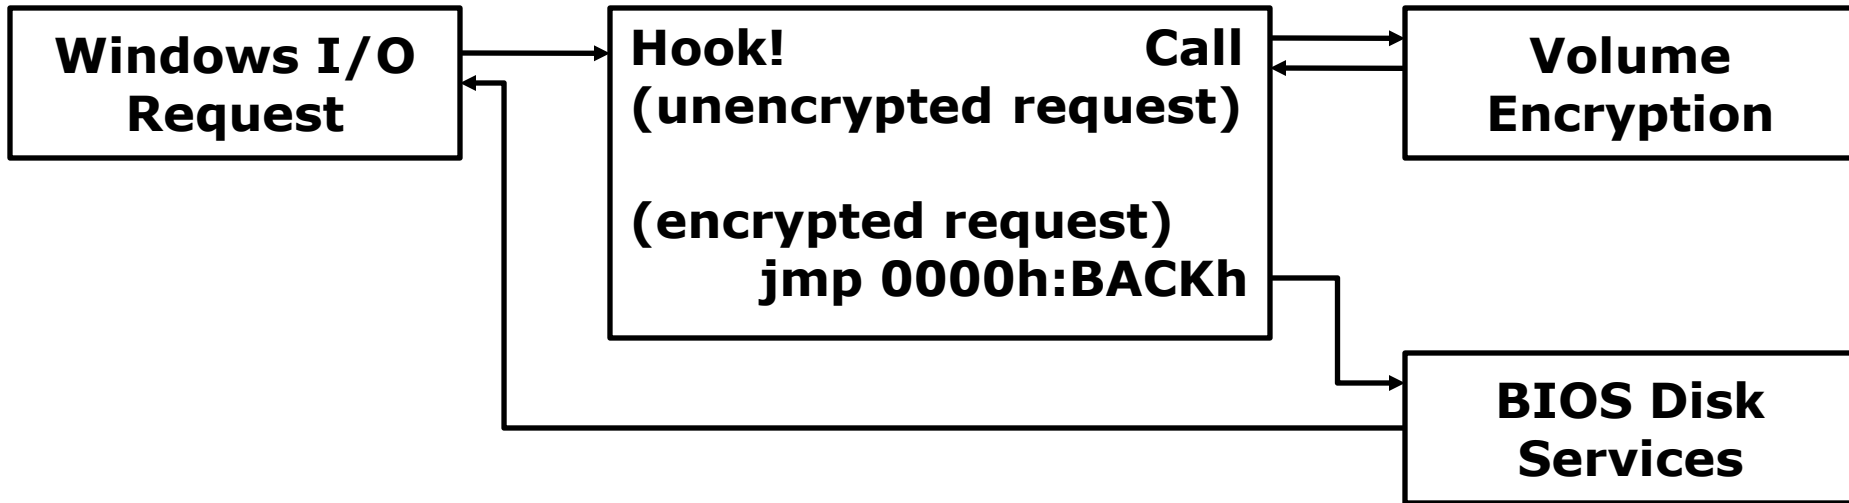 Windows I/O
Request
Hook! Call
(unencrypted request)
(encrypted request)
jmp 0000h:BACKh
Volume
Encryption
BIOS Disk
Services